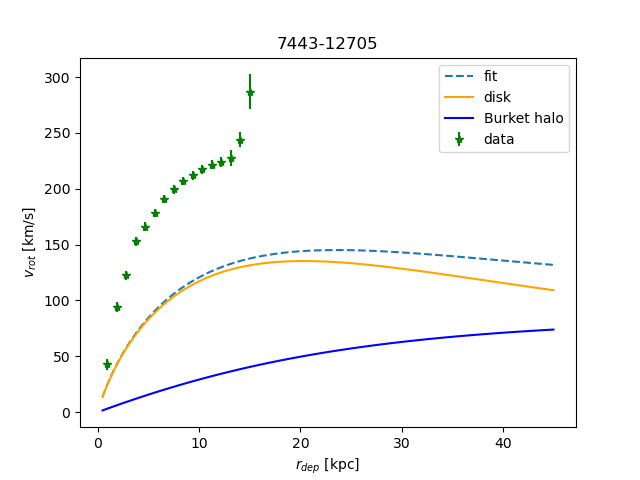 7443-12705
fit
disk
Burket halo
data
300
250
200
150
100
50
0
v_rot [km/s]
0 10 20 30 40
r_dep [kpc]